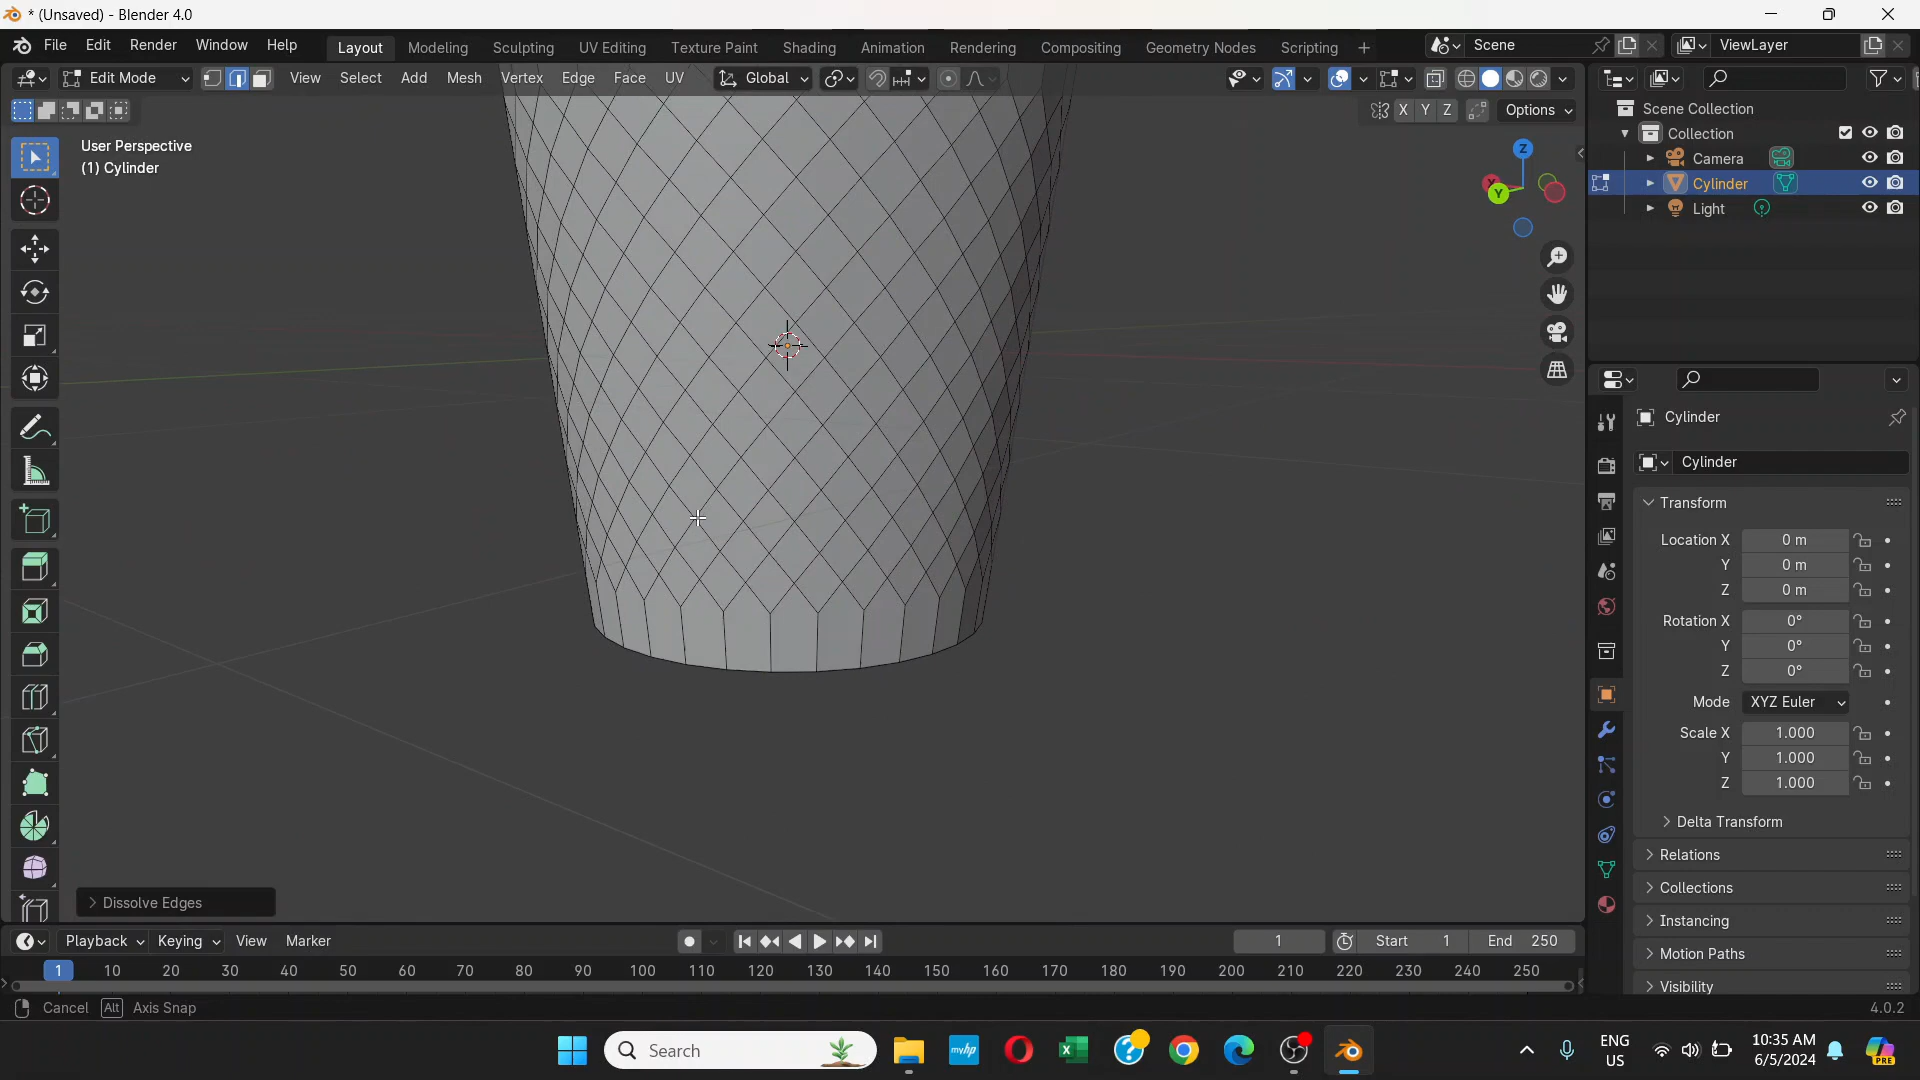 * (Unsaved) - Blender 4.0
File Edit Render Window Help Layout Modeling Sculpting UV Editing Texture Paint Shading Animation Rendering Compositing Geometry Nodes Scripting + Scene ViewLayer
Edit Mode View Select Add Mesh Vertex Edge Face UV Global
X Y Z Options
User Perspective
(1) Cylinder
Z
X
Y
Scene Collection
Collection
Camera
Cylinder
Light
Cylinder
Cylinder
Transform
Location X 0 m
Y 0 m
Z 0 m
Rotation X 0°
Y 0°
Z 0°
Mode XYZ Euler
Scale X 1.000
Y 1.000
Z 1.000
Delta Transform
Relations
Collections
Instancing
Motion Paths
Visibility
Dissolve Edges
Playback Keying View Marker 1 Start 1 End 250
1 10 20 30 40 50 60 70 80 90 100 110 120 130 140 150 160 170 180 190 200 210 220 230 240 250
Cancel Alt Axis Snap 4.0.2
Search
myhp
ENG
US
10:35 AM
6/5/2024
PRE